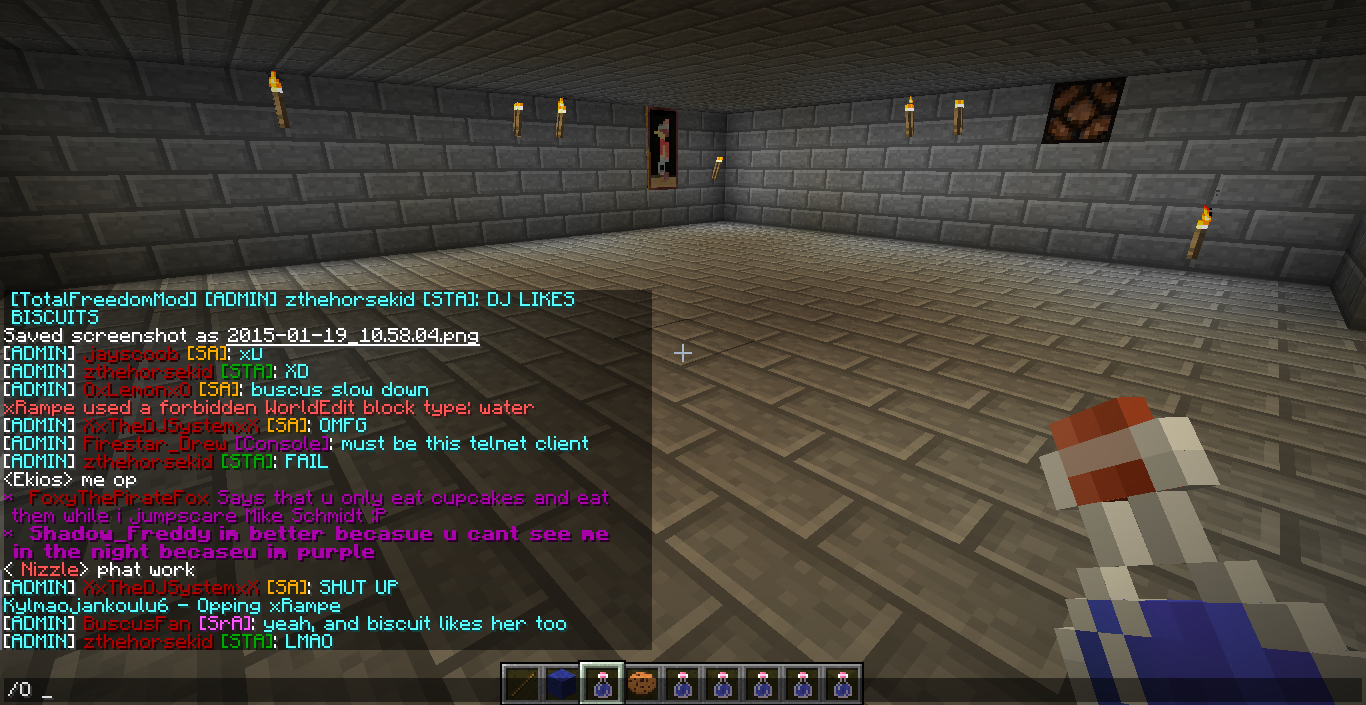 [TotalFreedomMod] [ADMIN] zthehorsekid [STA]: DJ LIKES
BISCUITS
Saved screenshot as 2015-01-19_10.58.04.png
[ADMIN] jayscoob [SA]: xD
[ADMIN] zthehorsekid [STA]: XD
[ADMIN] OxLemonxO [SA]: buscus slow down
xRampe used a forbidden WorldEdit block type: water
[ADMIN] XxTheDJSystemxX [SA]: OMFG
[ADMIN] Firestar_Drew [Console]: must be this telnet client
[ADMIN] zthehorsekid [STA]: FAIL
<Ekios> me op
* FoxyThePirateFox Says that u only eat cupcakes and eat
them while i jumpscare Mike Schmidt :P
* Shadow_Freddy im better becasue u cant see me
in the night becaseu im purple
< Nizzle> phat work
[ADMIN] XxTheDJSystemxX [SA]: SHUT UP
Kylmaojankoulu6 - Opping xRampe
[ADMIN] BuscusFan [SrA]: yeah, and biscuit likes her too
[ADMIN] zthehorsekid [STA]: LMAO
/O _